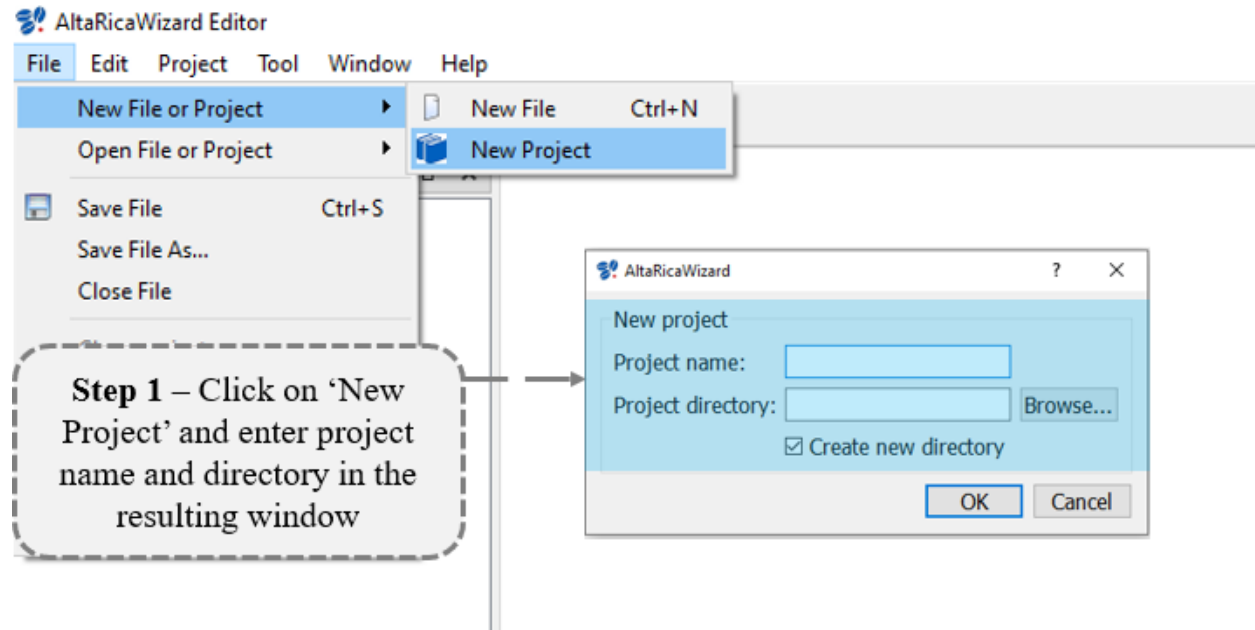 AltaRicaWizard Editor
File Edit Project Tool Window Help
New File or Project
New File Ctrl+N
Open File or Project
New Project
Save File Ctrl+S
Save File As...
Close File
AltaRicaWizard ?
New project
Project name:
Project directory: Browse...
Create new directory
OK Cancel
Step 1 – Click on ‘New
Project’ and enter project
name and directory in the
resulting window